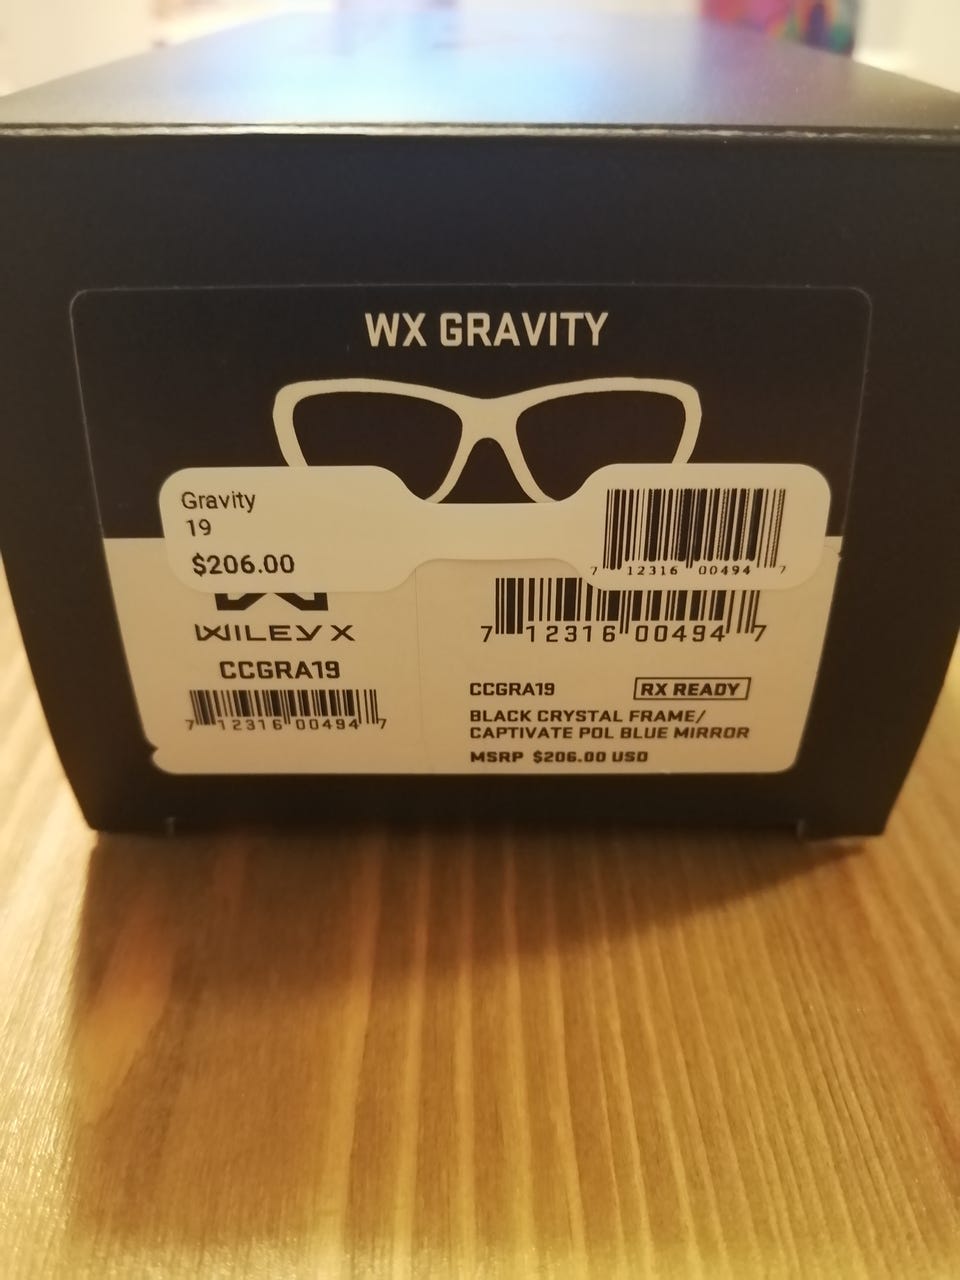 WX GRAVITY
Gravity
19
$206.00
7 12316 00494 7
WILEY X
CCGRA19
7 12316 00494 7
7 12316 00494 7
CCGRA19
RX READY
BLACK CRYSTAL FRAME/
CAPTIVATE POL BLUE MIRROR
MSRP $206.00 USD